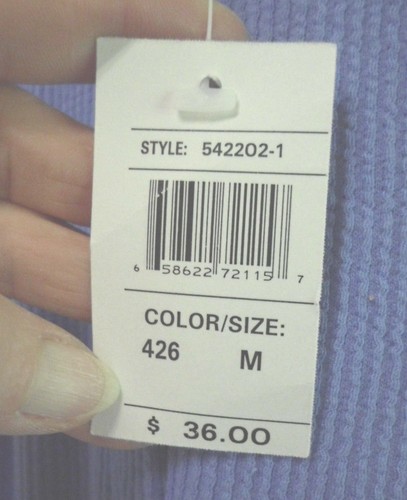 STYLE: 542202-1
6 58622 72115 7
COLOR/SIZE:
426 M
$ 36.00